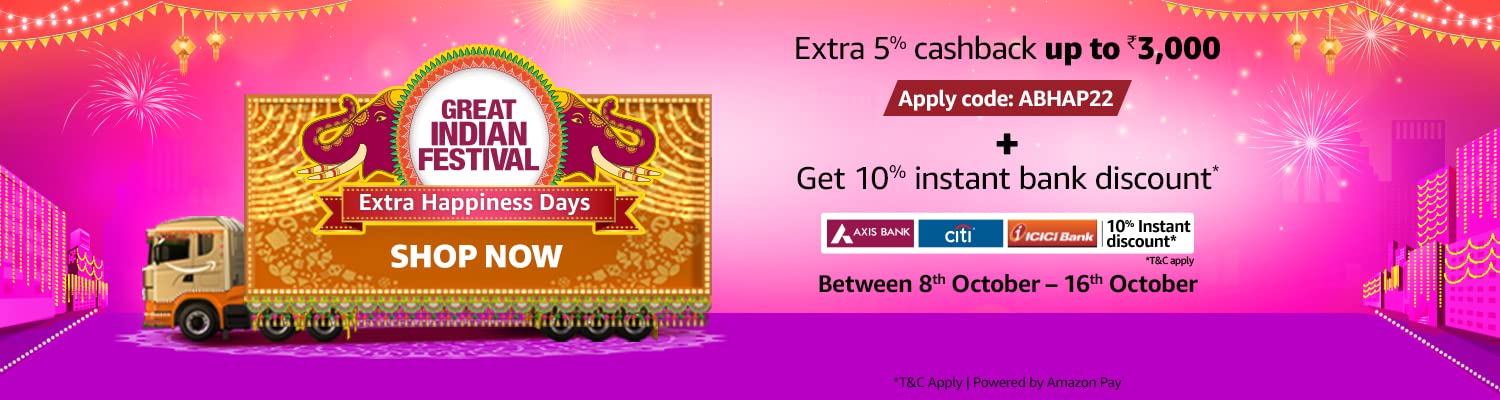 GREAT
INDIAN
FESTIVAL
Extra Happiness Days
SHOP NOW
Extra 5% cashback up to ₹3,000
Apply code: ABHAP22
+
Get 10% instant bank discount*
AXIS BANK
citi
ICICI Bank
10% Instant
discount*
*T&C apply
Between 8th October – 16th October
*T&C Apply | Powered by Amazon Pay